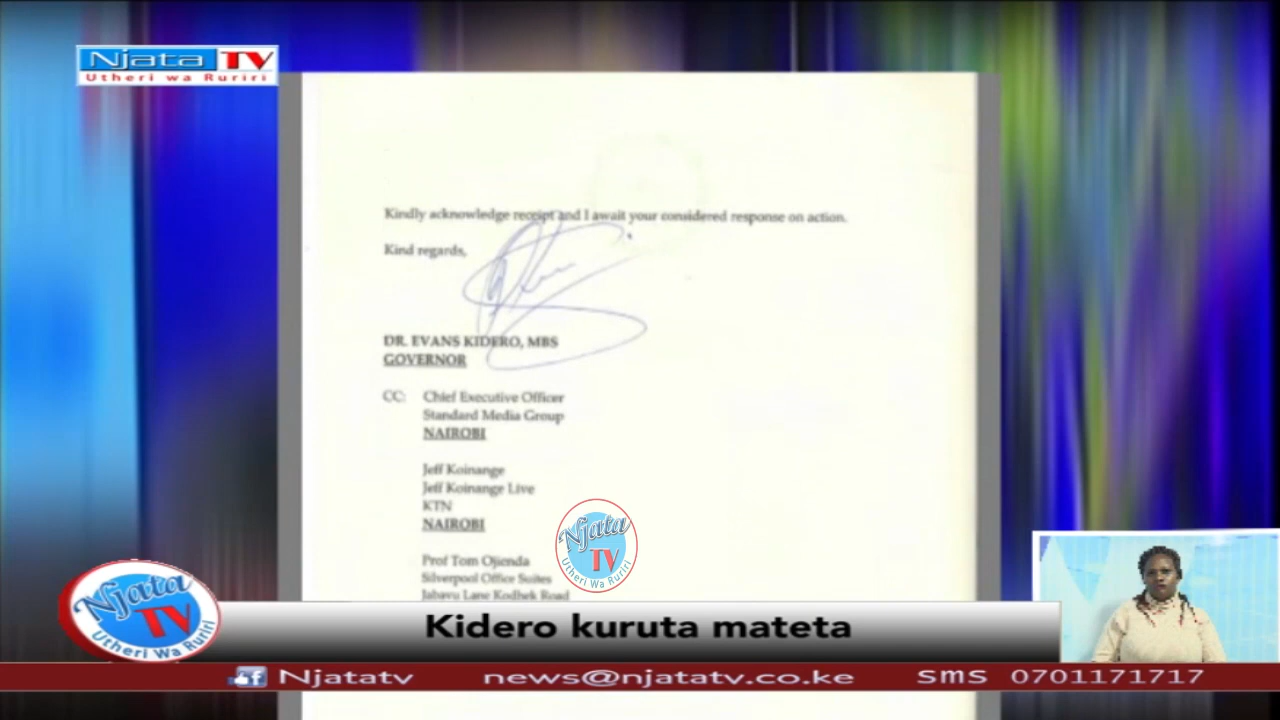 Njata TV
Utheri wa Ruriri
Kindly acknowledge receipt and I await your considered response on action.
Kind regards,
DR. EVANS KIDERO, MBS
GOVERNOR
CC: Chief Executive Officer
Standard Media Group
NAIROBI
Jeff Koinange
Jeff Koinange Live
KTN
NAIROBI
Prof Tom Ojienda
Silverpool Office Suites
Jabavu Lane Kodhek Road
Njata
TV
Utheri Wa Ruriri
Njata
TV
Utheri Wa Ruriri
Kidero kuruta mateta
f Njatatv news@njatatv.co.ke SMS 0701171717